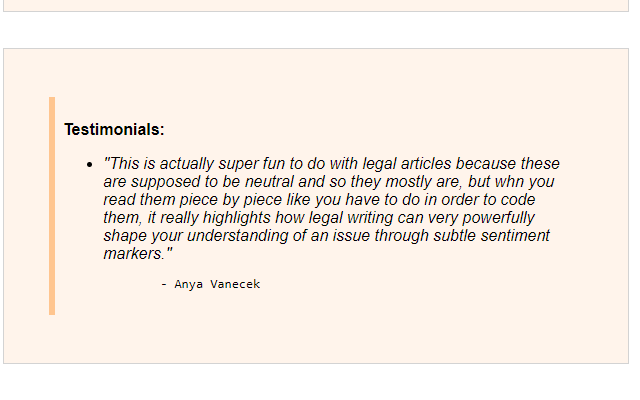 Testimonials:
• "This is actually super fun to do with legal articles because these
are supposed to be neutral and so they mostly are, but whn you
read them piece by piece like you have to do in order to code
them, it really highlights how legal writing can very powerfully
shape your understanding of an issue through subtle sentiment
markers."
- Anya Vanecek